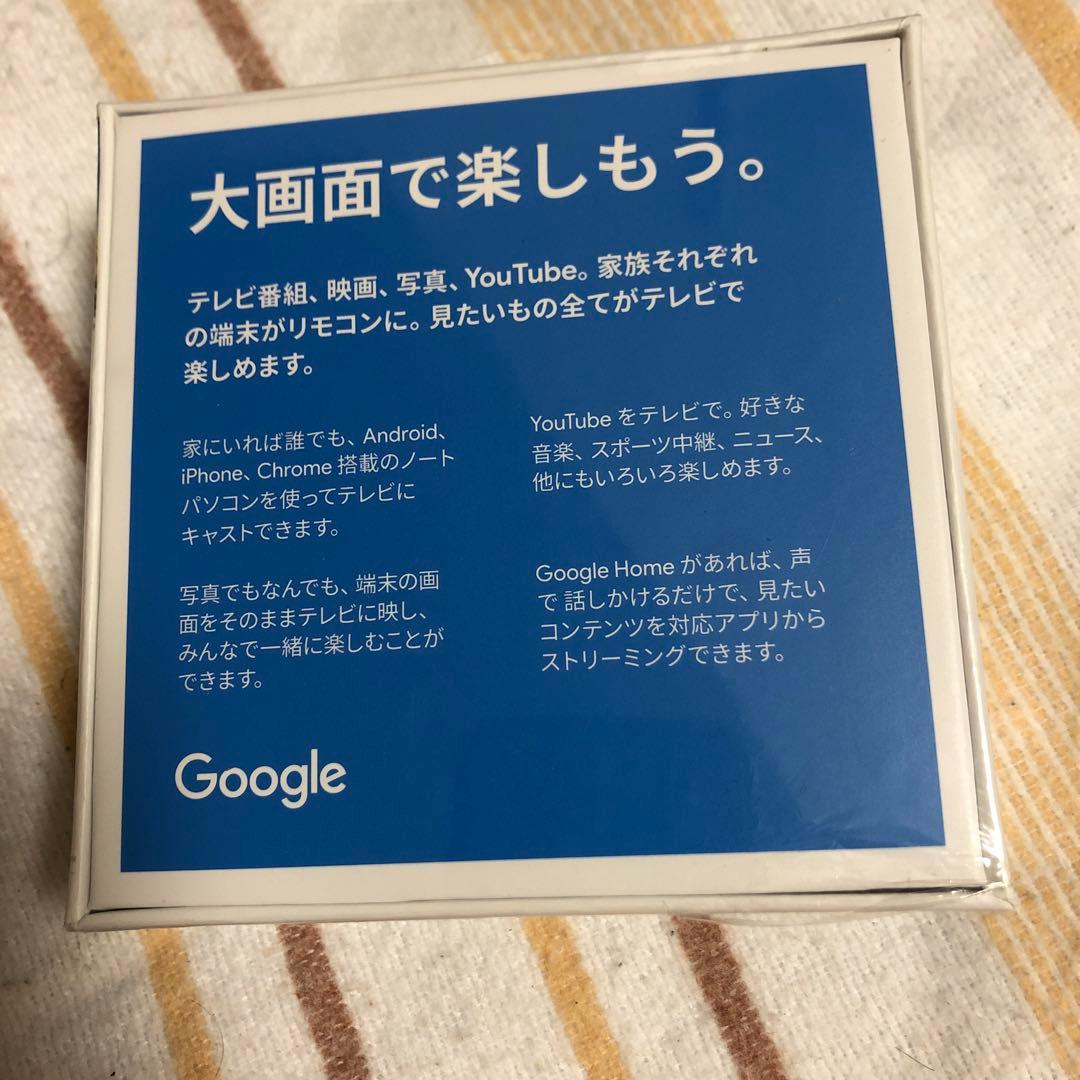 大画面で楽しもう。
テレビ番組、映画、写真、YouTube。家族それぞれ
の端末がリモコンに。見たいもの全てがテレビで
楽しめます。
家にいれば誰でも、Android、
iPhone、Chrome 搭載のノート
パソコンを使ってテレビに
キャストできます。
写真でもなんでも、端末の画
面をそのままテレビに映し、
みんなで一緒に楽しむことが
できます。
YouTube をテレビで。好きな
音楽、スポーツ中継、ニュース、
他にもいろいろ楽しめます。
Google Home があれば、声
で 話しかけるだけで、見たい
コンテンツを対応アプリから
ストリーミングできます。
Google